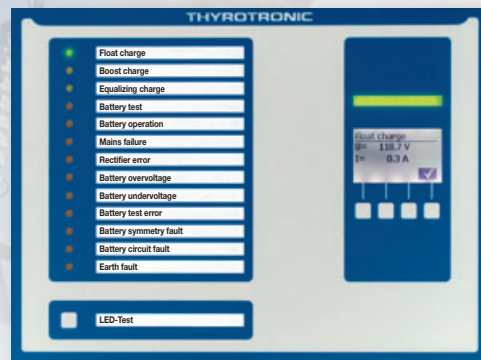 THYROTRONIC
Float charge
Boost charge
Equalizing charge
Battery test
Battery operation
Mains failure
Rectifier error
Battery overvoltage
Battery undervoltage
Battery test error
Battery symmetry fault
Battery circuit fault
Earth fault
LED-Test
Float charge
U= 118.7 V
I= 0.3 A